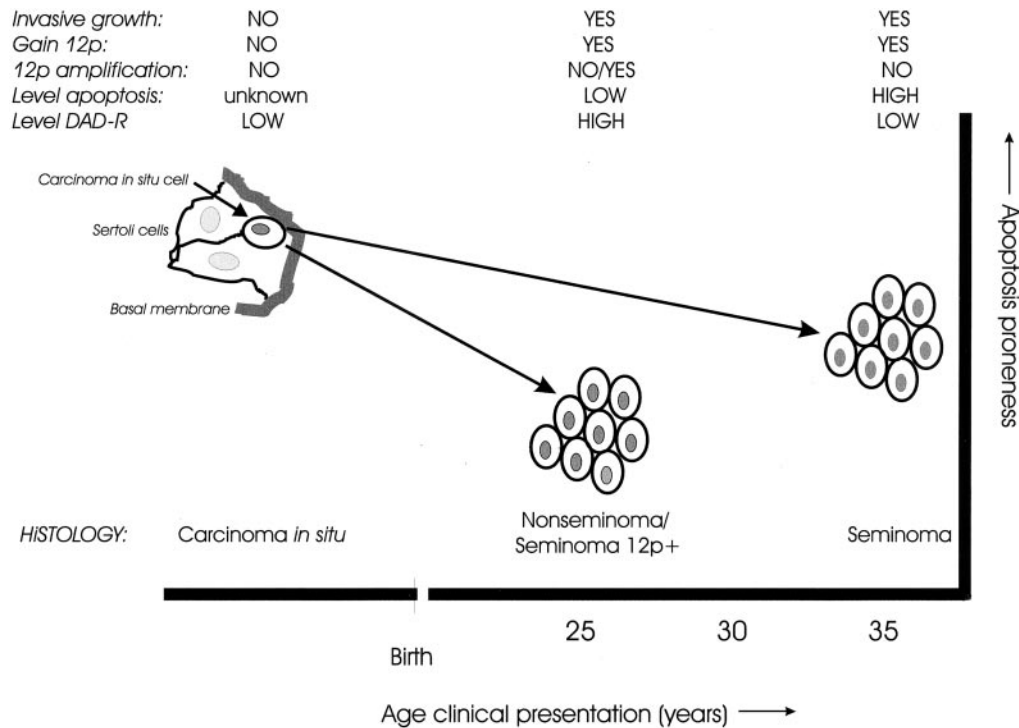 Invasive growth: NO YES YES
Gain 12p: NO YES YES
12p amplification: NO NO/YES NO
Level apoptosis: unknown LOW HIGH
Level DAD-R LOW HIGH LOW
Carcinoma in situ cell
Sertoli cells
Basal membrane
Apoptosis proneness
HiSTOLOGY: Carcinoma in situ Nonseminoma/ Seminoma
Seminoma 12p+
25 30 35
Birth
Age clinical presentation (years)